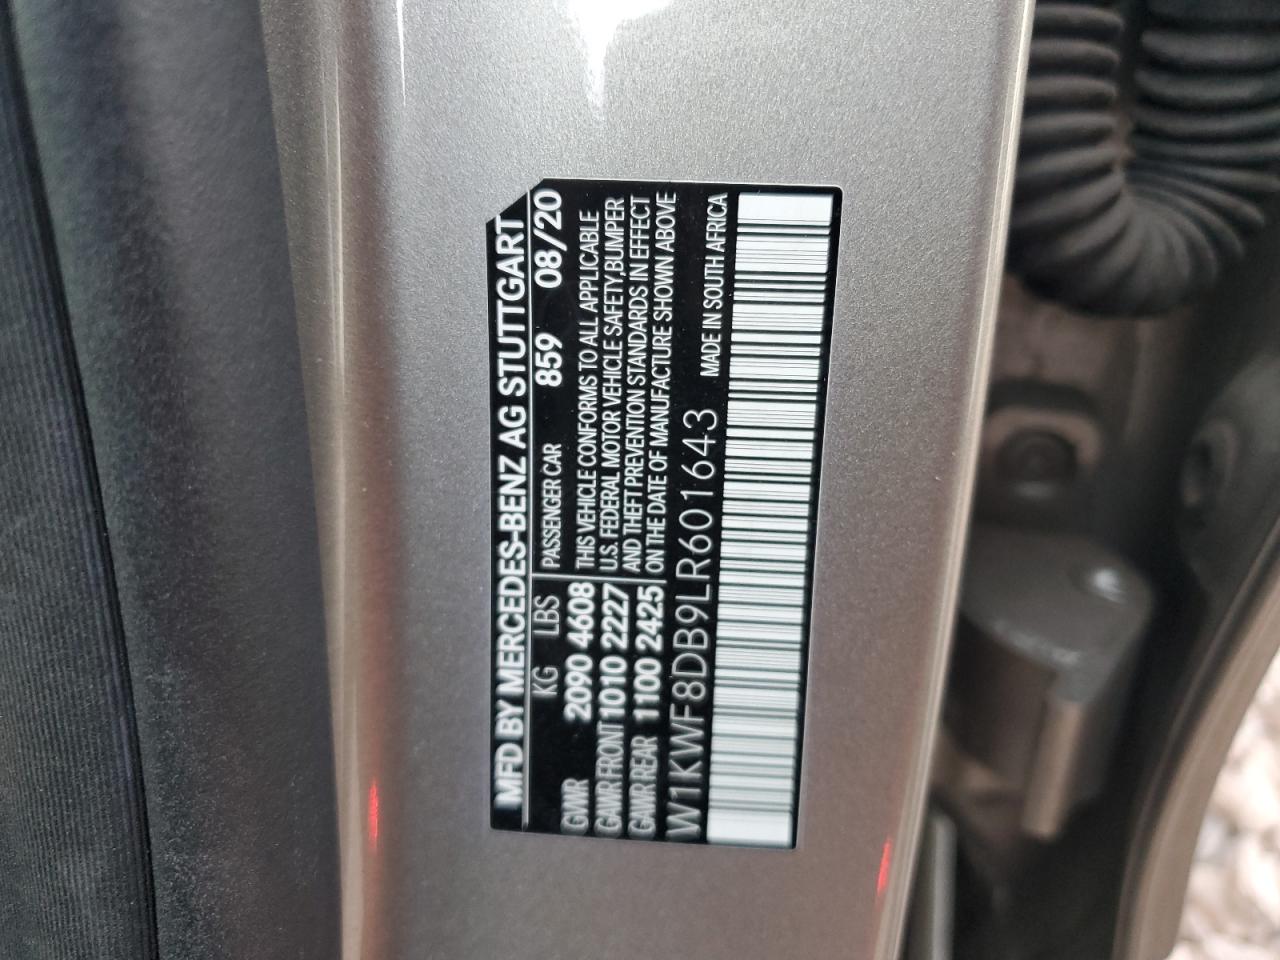 MFD BY MERCEDES-BENZ AG STUTTGART
KG LBS PASSENGER CAR 859 08/20
GVWR 2090 4608 THIS VEHICLE CONFORMS TO ALL APPLICABLE
GAWR FRONT 1010 2227 U.S. FEDERAL MOTOR VEHICLE SAFETY,BUMPER
GAWR REAR 1100 2425 AND THEFT PREVENTION STANDARDS IN EFFECT
ON THE DATE OF MANUFACTURE SHOWN ABOVE
W1KWF8DB9LR601643 MADE IN SOUTH AFRICA